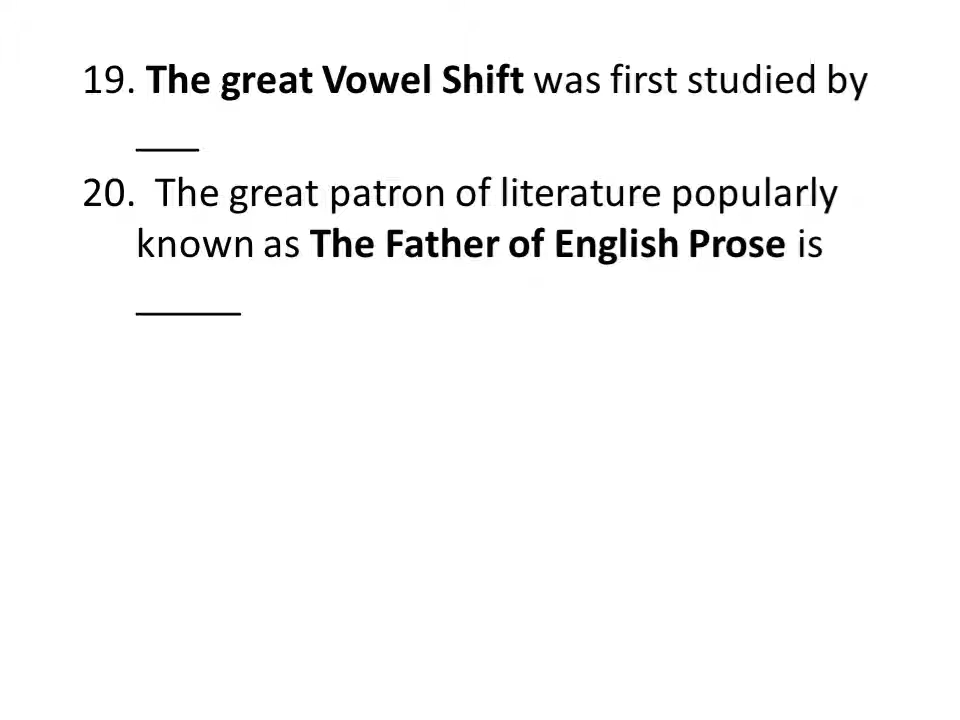 19. The great Vowel Shift was first studied by
___
20. The great patron of literature popularly
known as The Father of English Prose is
_____